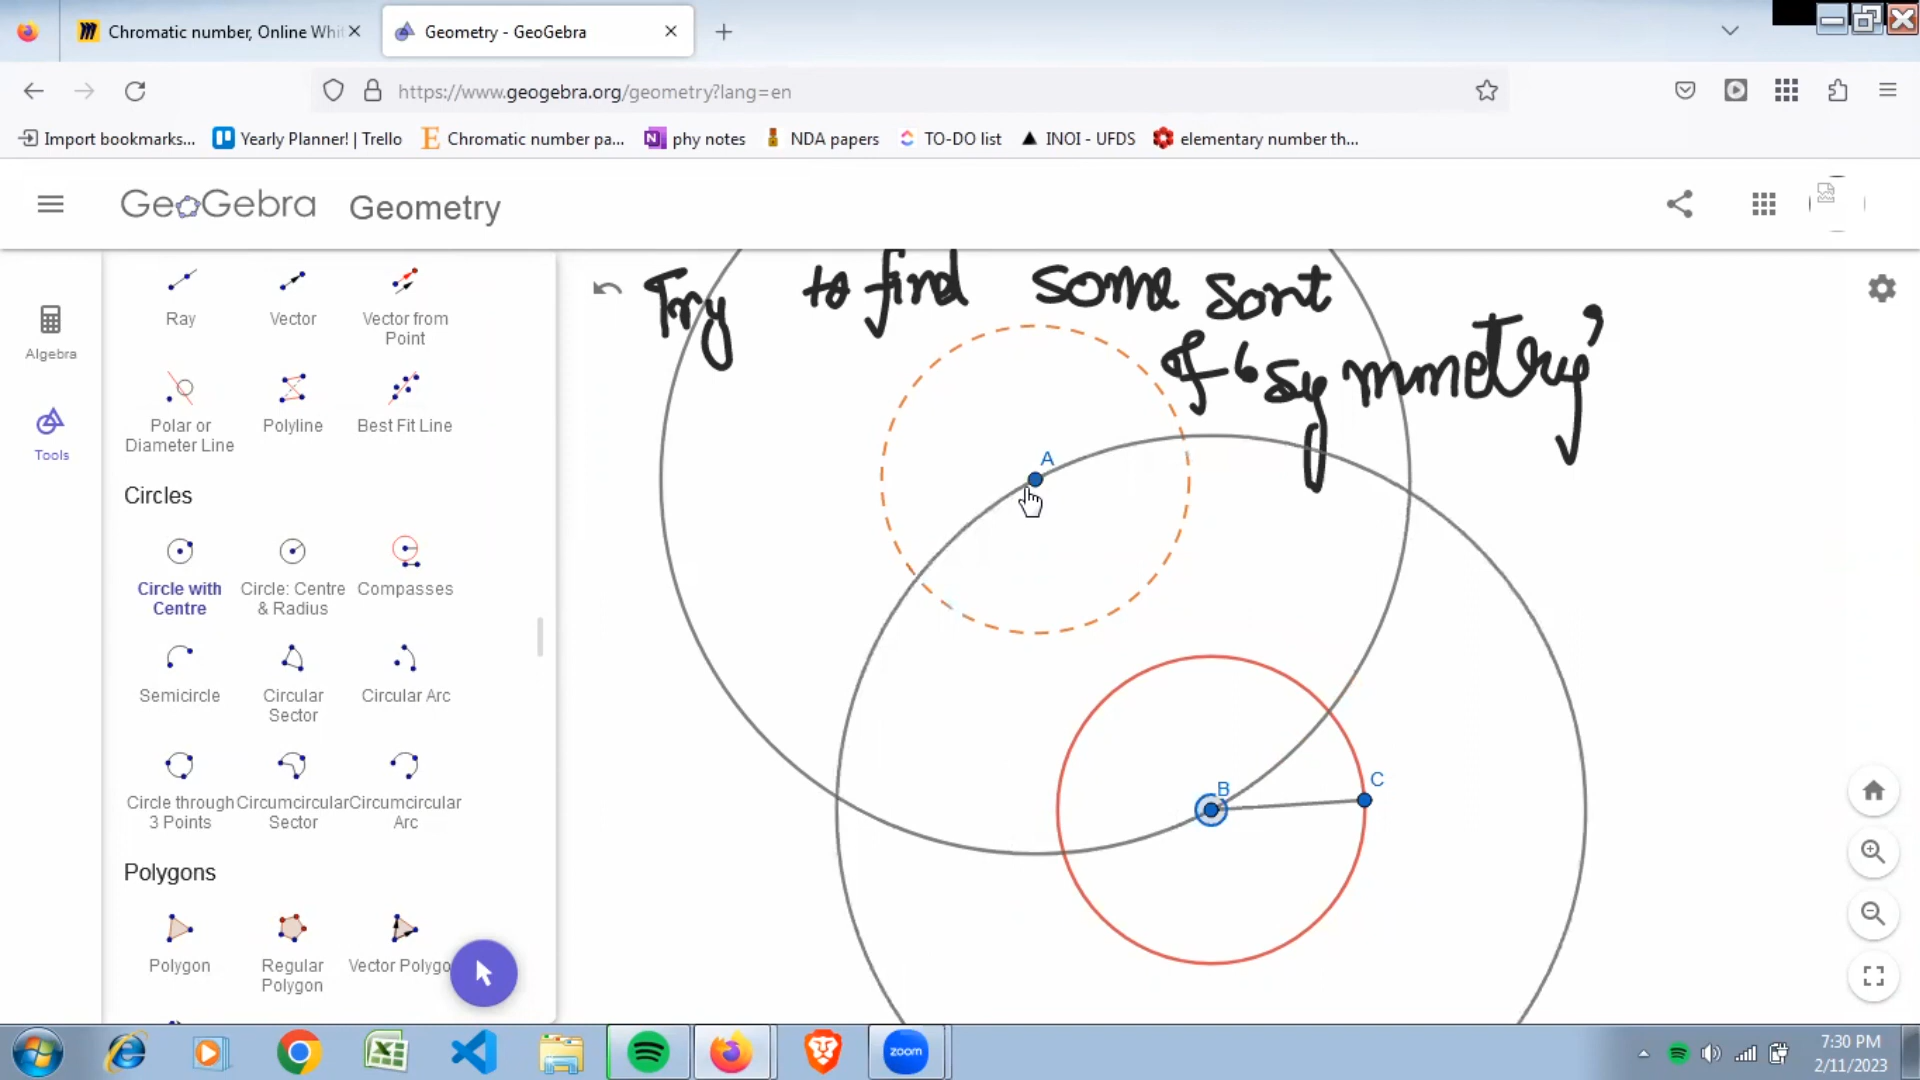 Chromatic number, Online Whit
Geometry - GeoGebra
https://www.geogebra.org/geometry?lang=en
Import bookmarks...
Yearly Planner! | Trello
Chromatic number pa...
phy notes
NDA papers
TO-DO list
INOI - UFDS
elementary number th...
GeoGebra Geometry
Algebra
Tools
Ray
Vector
Vector from Point
Polar or Diameter Line
Polyline
Best Fit Line
Circles
Circle with Centre
Circle: Centre & Radius
Compasses
Semicircle
Circular Sector
Circular Arc
Circle through 3 Points
Circumcircular Sector
Circumcircular Arc
Polygons
Polygon
Regular Polygon
Vector Polygo
Try to find some sort
of 'symmetry'
A
B
C
zoom
7:30 PM
2/11/2023